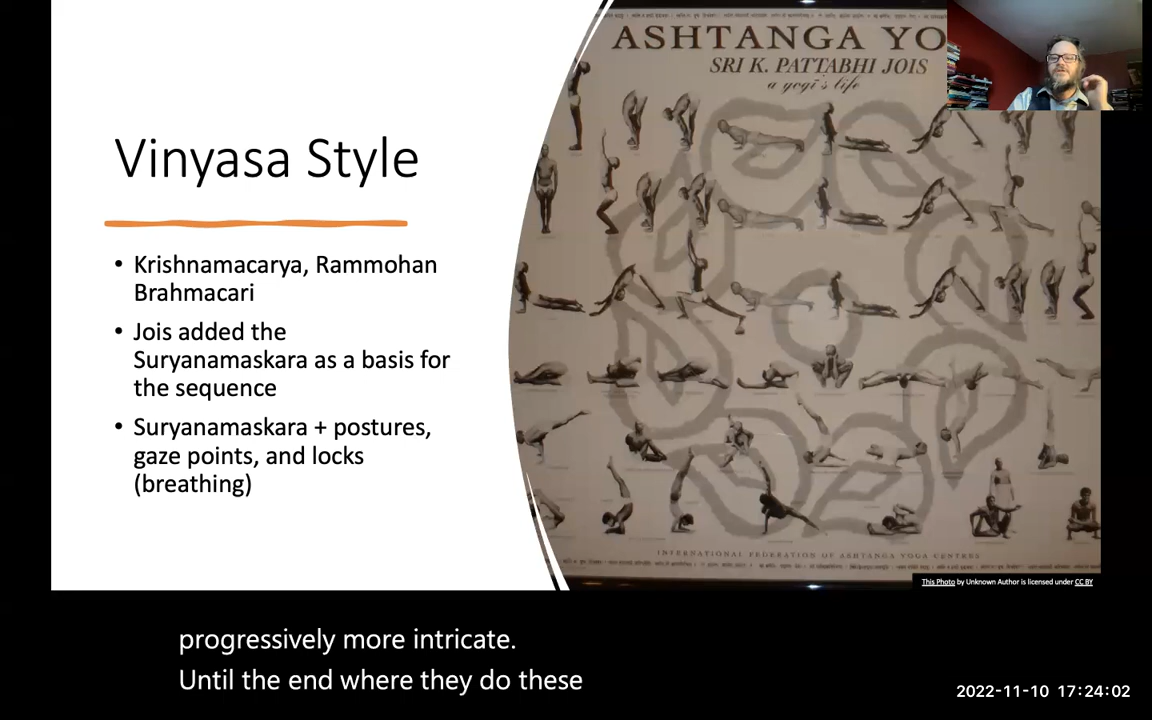 ASHTANGA YO
SRI K. PATTABHI JOIS
a yogi's life
Vinyasa Style
• Krishnamacarya, Rammohan
Brahmacari
• Jois added the
Suryanamaskara as a basis for
the sequence
• Suryanamaskara + postures,
gaze points, and locks
(breathing)
INTERNATIONAL FEDERATION OF ASHTANGA YOGA CENTRES
This Photo by Unknown Author is licensed under CC BY
progressively more intricate.
Until the end where they do these
2022-11-10 17:24:02